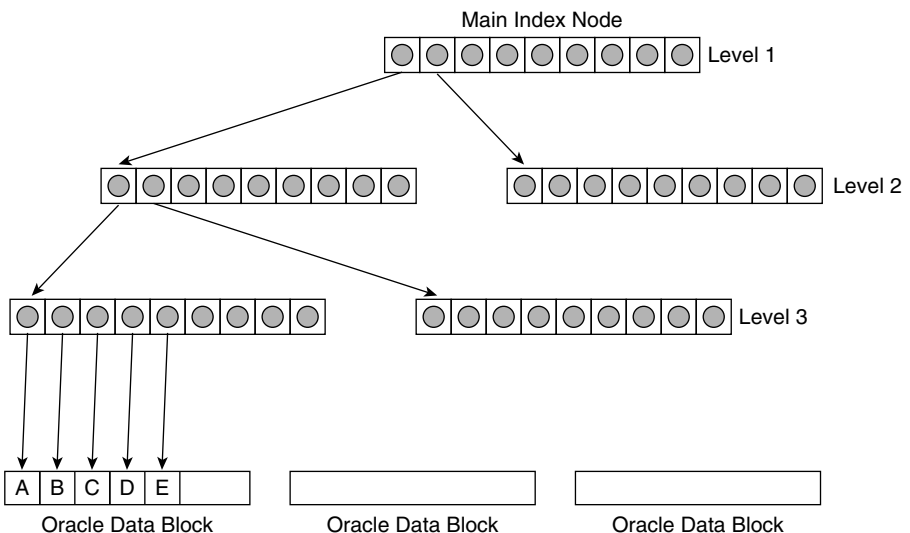 Main Index Node
Level 1
Level 2
Level 3
A B C D E
Oracle Data Block Oracle Data Block Oracle Data Block